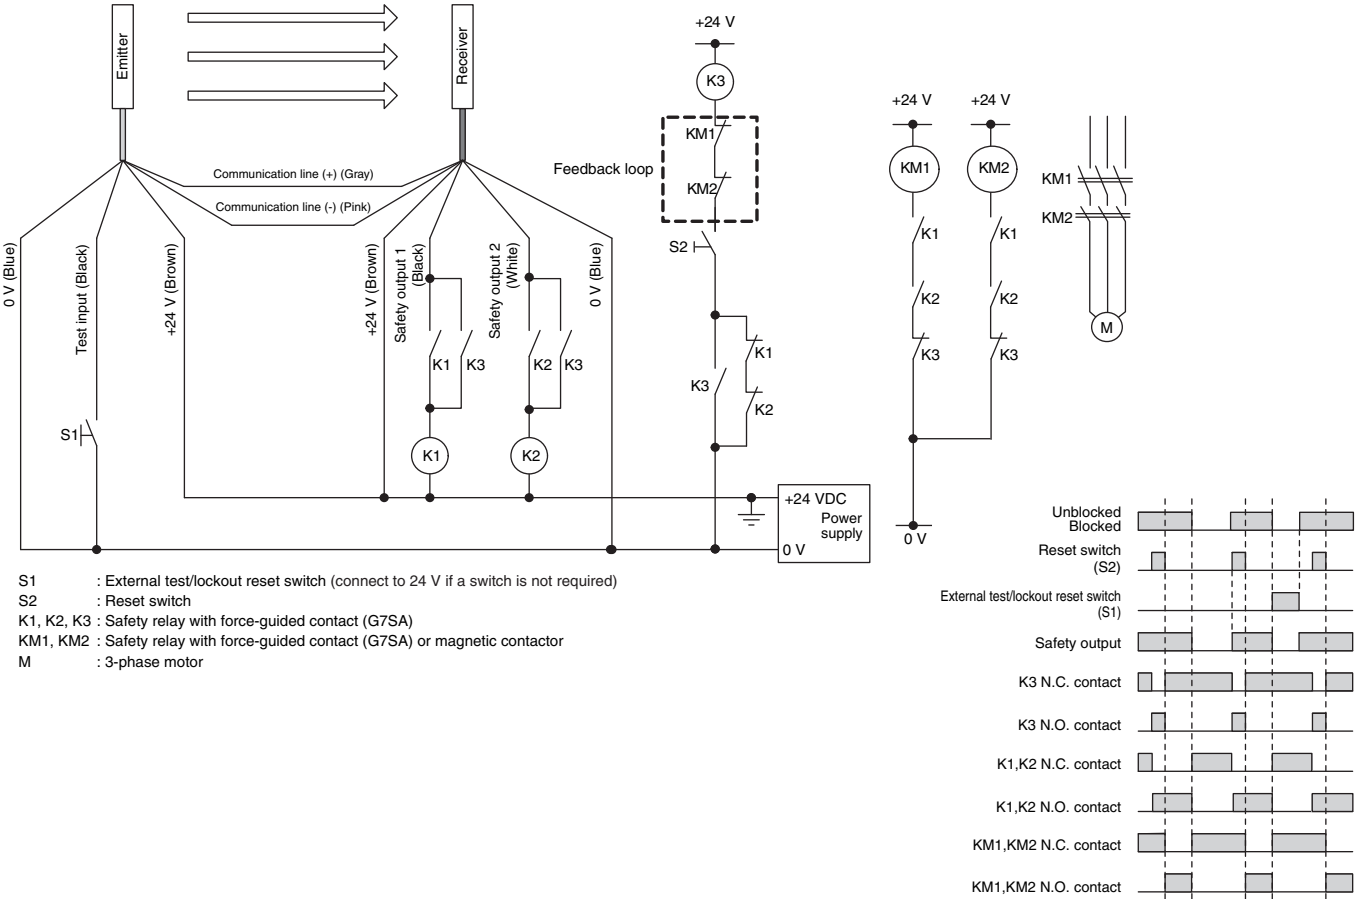 Emitter
Receiver
Communication line (+) (Gray)
Communication line (-) (Pink)
0 V (Blue)
Test input (Black)
+24 V (Brown)
+24 V (Brown)
Safety output 1
(Black)
Safety output 2
(White)
0 V (Blue)
S1
K1
K3
K2
K3
K1
K2
+24 V
K3
KM1
Feedback loop
KM2
S2
K1
K3
K2
+24 VDC
Power
supply
0 V
+24 V
+24 V
KM1
KM2
K1
K1
K2
K2
K3
K3
0 V
KM1
KM2
M
S1 : External test/lockout reset switch (connect to 24 V if a switch is not required)
S2 : Reset switch
K1, K2, K3 : Safety relay with force-guided contact (G7SA)
KM1, KM2 : Safety relay with force-guided contact (G7SA) or magnetic contactor
M : 3-phase motor
Unblocked
Blocked
Reset switch
(S2)
External test/lockout reset switch
(S1)
Safety output
K3 N.C. contact
K3 N.O. contact
K1,K2 N.C. contact
K1,K2 N.O. contact
KM1,KM2 N.C. contact
KM1,KM2 N.O. contact